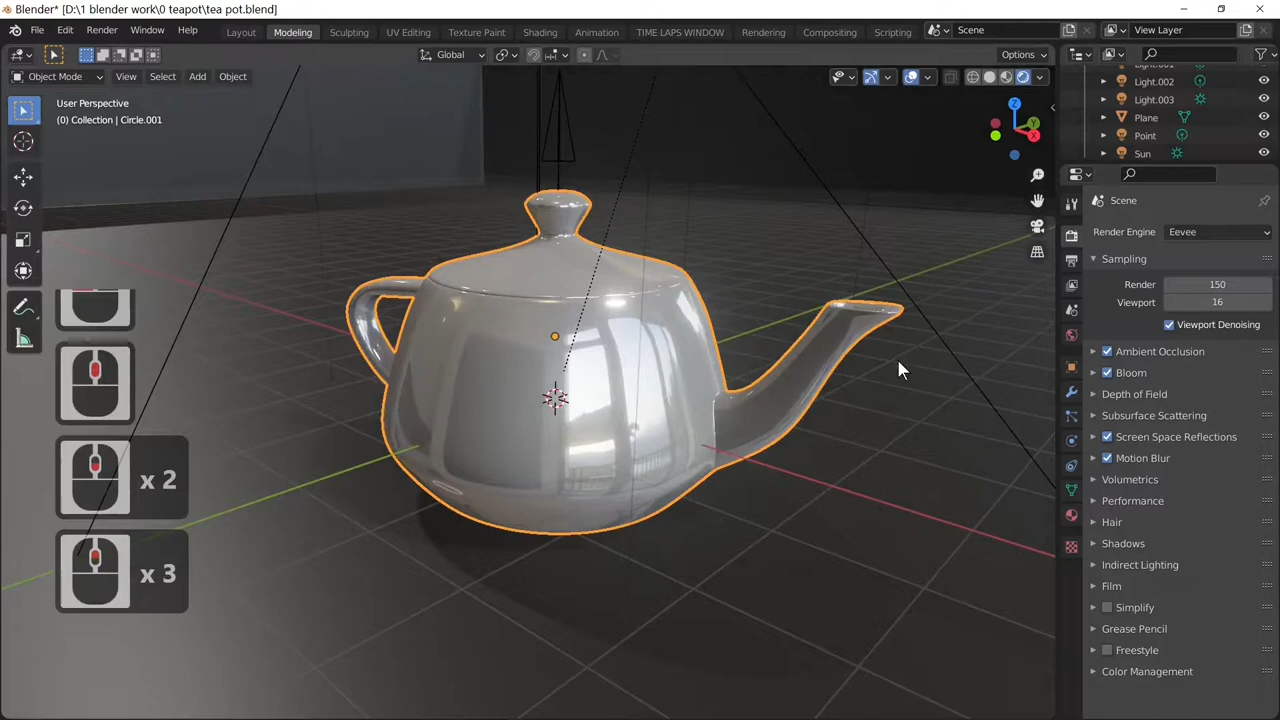 Blender* [D:\1 blender work\0 teapot\tea pot.blend]
File Edit Render Window Help Layout Modeling Sculpting UV Editing Texture Paint Shading Animation TIME LAPS WINDOW Rendering Compositing Scripting Scene View Layer
Global Options
Object Mode View Select Add Object
User Perspective
(0) Collection | Circle.001
Z
Y
X
x 2
x 3
Light.001
Light.002
Light.003
Plane
Point
Sun
Scene
Render Engine Eevee
Sampling
Render 150
Viewport 16
Viewport Denoising
Ambient Occlusion
Bloom
Depth of Field
Subsurface Scattering
Screen Space Reflections
Motion Blur
Volumetrics
Performance
Hair
Shadows
Indirect Lighting
Film
Simplify
Grease Pencil
Freestyle
Color Management